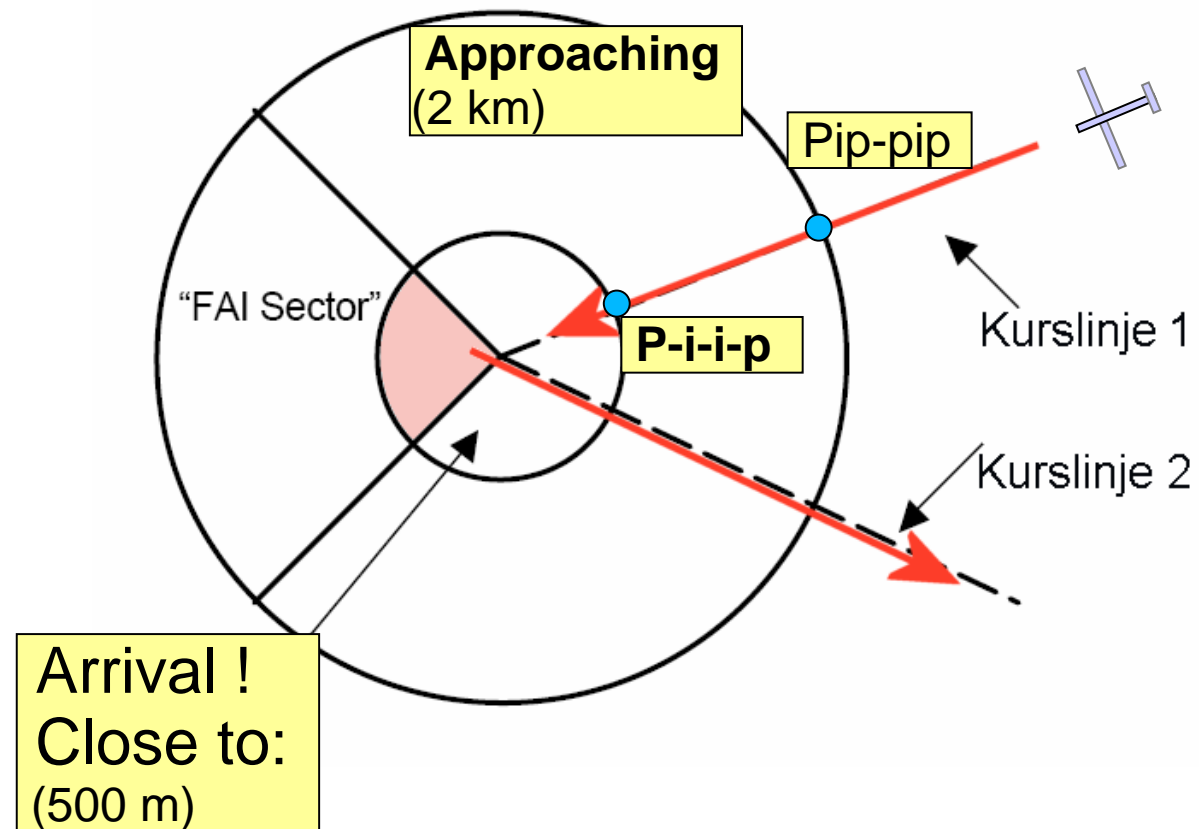 Approaching
(2 km)
Pip-pip
“FAI Sector”
Kurslinje 1
P-i-i-p
Kurslinje 2
Arrival !
Close to:
(500 m)